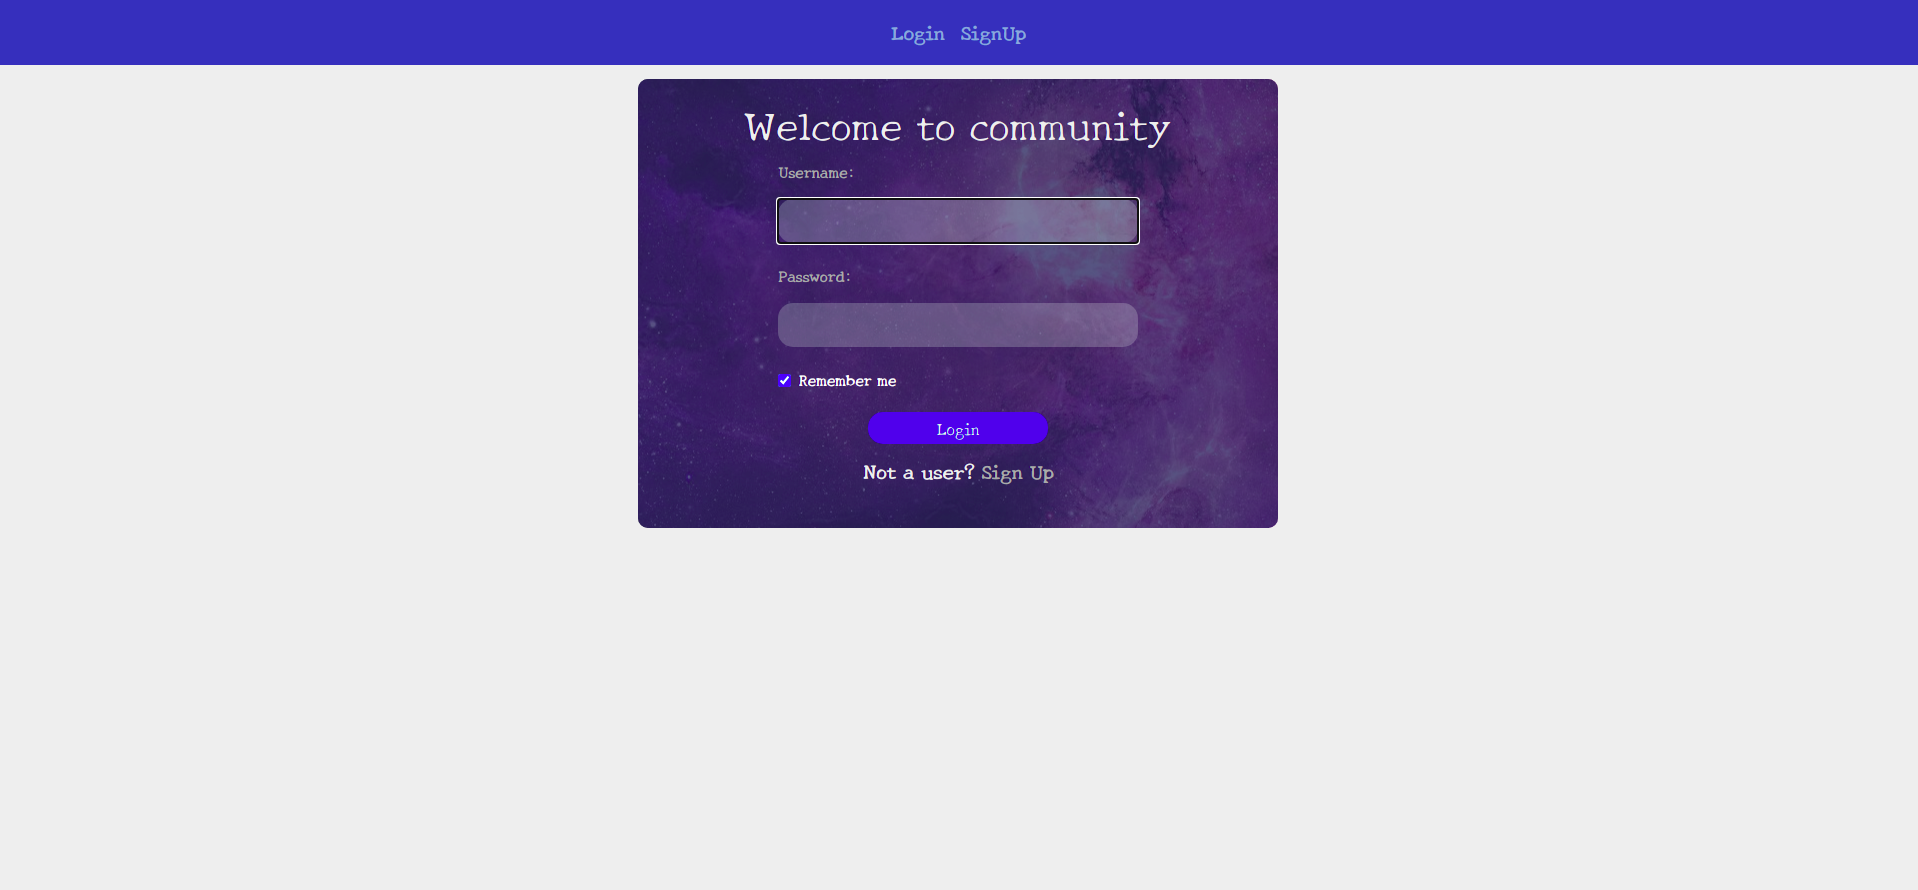 Login SignUp
Welcome to community
Username:
Password:
Remember me
Login
Not a user? Sign Up